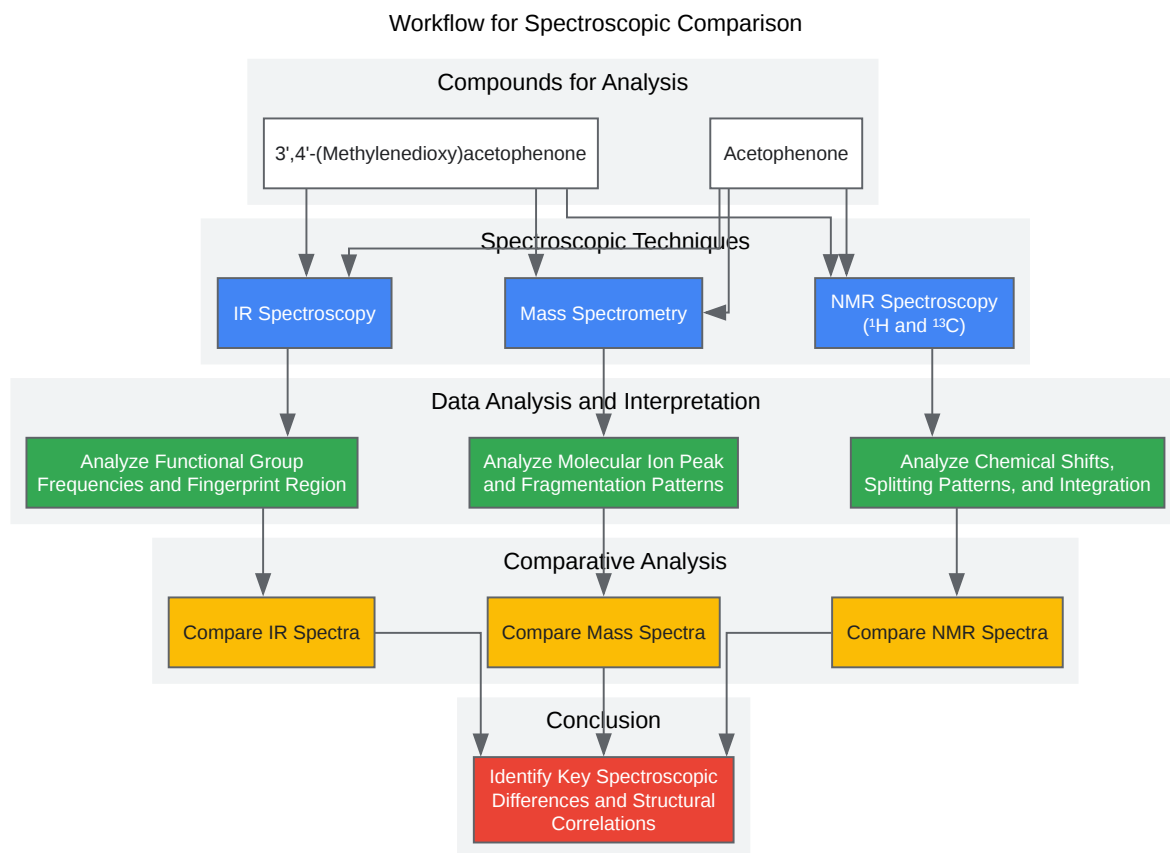 Workflow for Spectroscopic Comparison
Compounds for Analysis
3',4'-(Methylenedioxy)acetophenone
Acetophenone
Spectroscopic Techniques
IR Spectroscopy
Mass Spectrometry
NMR Spectroscopy
(¹H and ¹³C)
Data Analysis and Interpretation
Analyze Functional Group
Frequencies and Fingerprint Region
Analyze Molecular Ion Peak
and Fragmentation Patterns
Analyze Chemical Shifts,
Splitting Patterns, and Integration
Comparative Analysis
Compare IR Spectra
Compare Mass Spectra
Compare NMR Spectra
Conclusion
Identify Key Spectroscopic
Differences and Structural
Correlations